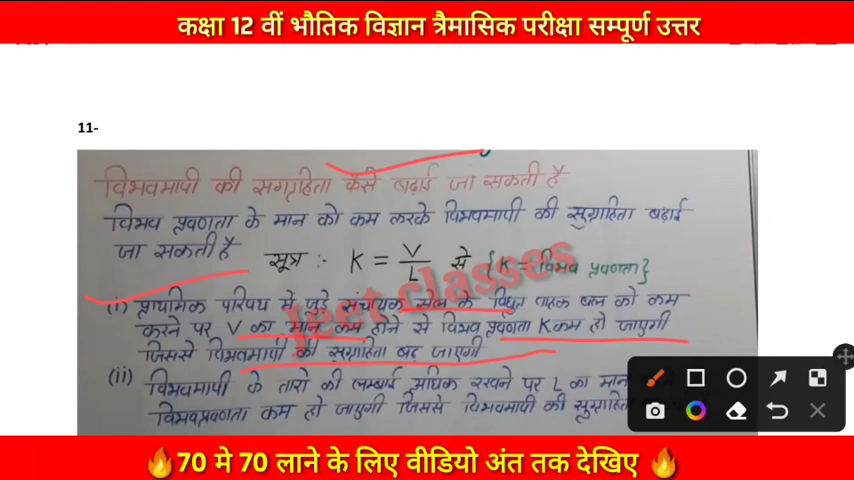 कक्षा 12 वीं भौतिक विज्ञान त्रैमासिक परीक्षा सम्पूर्ण उत्तर
11-
विभवमापी की सुग्राहिता कैसे बढ़ाई जा सकती है
विभव प्रवणता के मान को कम करके विभवमापी की सुग्राहिता बढ़ाई
जा सकती है
सूत्र :- K = V/L से {K = विभव प्रवणता}
Jeet classes
(i) प्राथमिक परिपथ में जुड़े संचायक सेल के विद्युत वाहक बल को कम
करने पर V का मान कम होने से विभव प्रवणता K कम हो जाएगी
जिससे विभवमापी की सुग्राहिता बढ़ जाएगी
(ii) विभवमापी के तारो की लम्बाई अधिक रखने पर L का मान
विभवप्रवणता कम हो जाएगी जिससे विभवमापी की सुग्राहिता
🔥70 मे 70 लाने के लिए वीडियो अंत तक देखिए 🔥